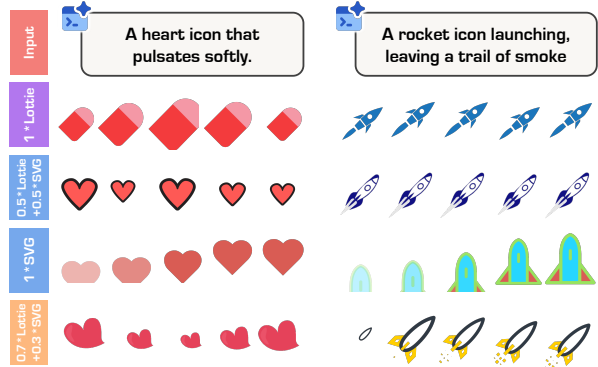 Input
A heart icon that
pulsates softly.
A rocket icon launching,
leaving a trail of smoke
1*Lottie
0.5*Lottie
+0.5*SVG
1*SVG
0.7*Lottie
+0.3*SVG